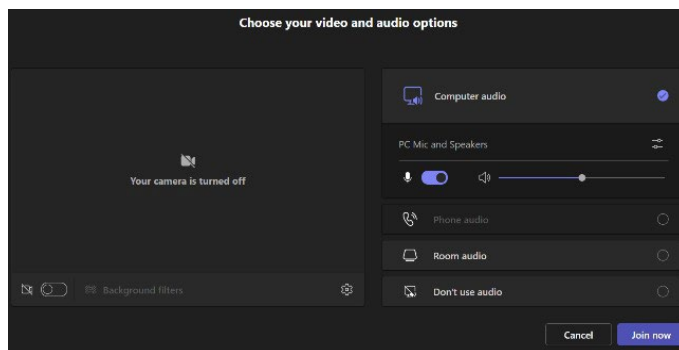 Choose your video and audio options
Your camera is turned off
Background filters
Computer audio
PC Mic and Speakers
Phone audio
Room audio
Don't use audio
Cancel
Join now